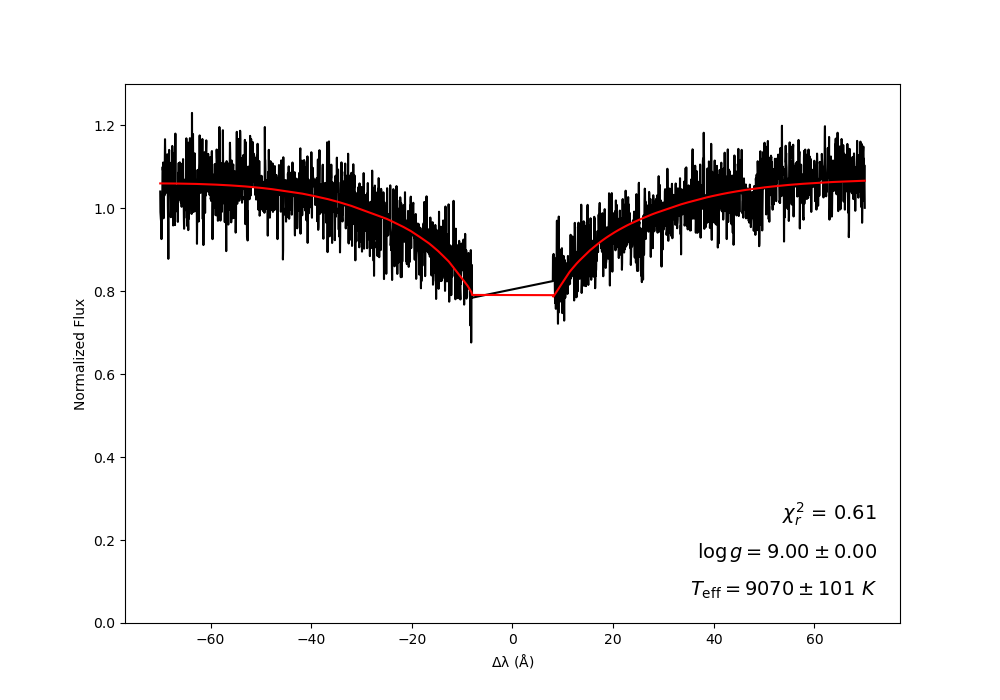 1.2
1.0
0.8
0.6
0.4
0.2
0.0
Normalized Flux
χ²ᵣ = 0.61
log g = 9.00 ± 0.00
T_eff = 9070 ± 101 K
−60 −40 −20 0 20 40 60
Δλ (Å)